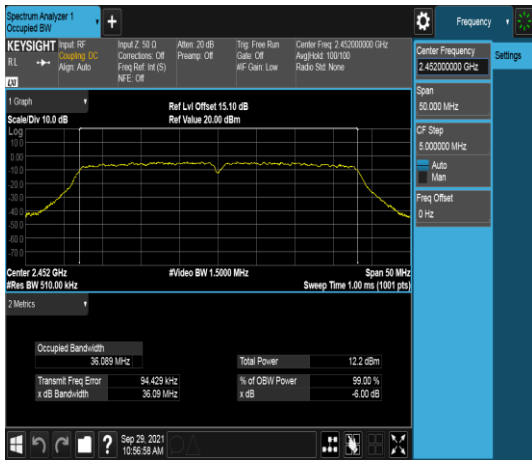 Spectrum Analyzer 1
Occupied BW
Frequency
KEYSIGHT
RL
LXI
Input: RF
Coupling: DC
Align: Auto
Input Z: 50 Ω
Corrections: Off
Freq Ref: Int (S)
NFE: Off
Atten: 20 dB
Preamp: Off
Trig: Free Run
Gate: Off
#IF Gain: Low
Center Freq: 2.452000000 GHz
Avg|Hold: 100/100
Radio Std: None
Center Frequency
2.452000000 GHz
Settings
Span
50.000 MHz
CF Step
5.000000 MHz
Auto
Man
Freq Offset
0 Hz
1 Graph
Scale/Div 10.0 dB
Ref Lvl Offset 15.10 dB
Ref Value 20.00 dBm
Log
10.0
0.00
-10.0
-20.0
-30.0
-40.0
-50.0
-60.0
-70.0
Center 2.452 GHz
#Res BW 510.00 kHz
#Video BW 1.5000 MHz
Span 50 MHz
Sweep Time 1.00 ms (1001 pts)
2 Metrics
Occupied Bandwidth
36.089 MHz
Total Power 12.2 dBm
Transmit Freq Error 94.429 kHz
% of OBW Power 99.00 %
x dB Bandwidth 36.09 MHz
x dB -6.00 dB
?
Sep 29, 2021
10:56:58 AM